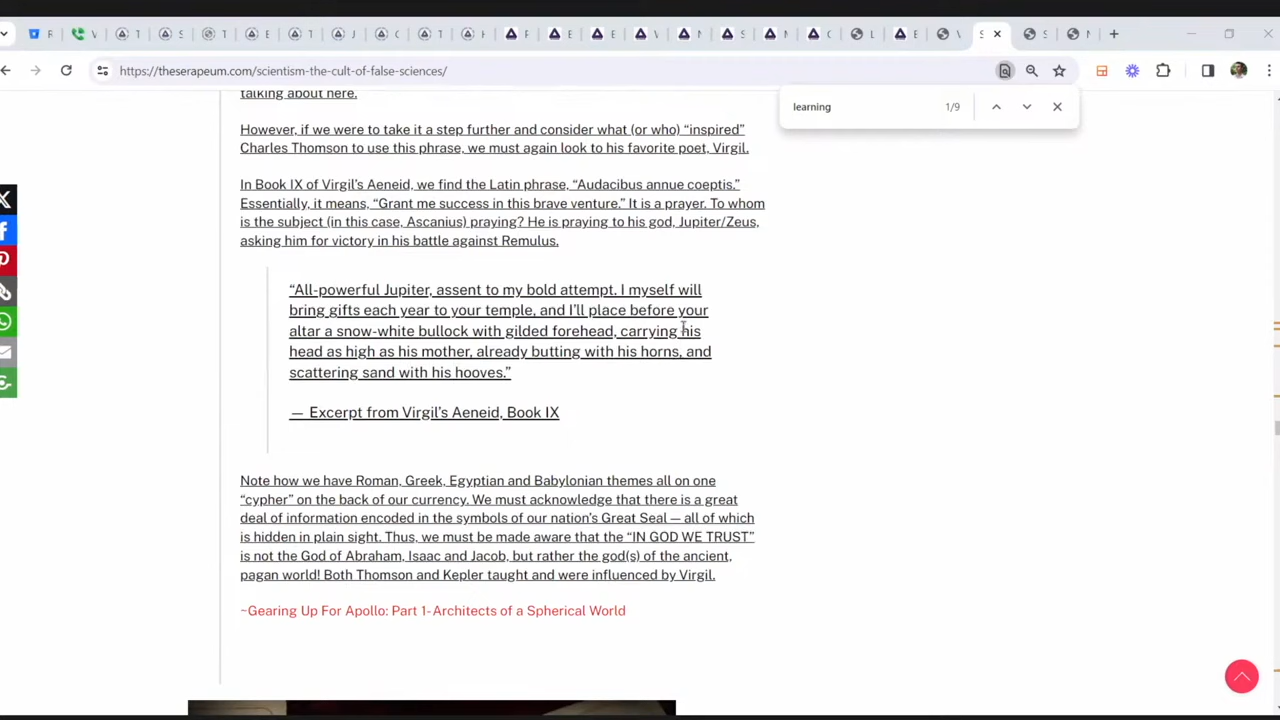 R
V
T
S
T
E
T
J
C
T
F
E
E
V
N
S
N
C
L
E
V
S
S
N
https://theserapeum.com/scientism-the-cult-of-false-sciences/
learning
1/9
talking about here.
However, if we were to take it a step further and consider what (or who) “inspired”
Charles Thomson to use this phrase, we must again look to his favorite poet, Virgil.
In Book IX of Virgil’s Aeneid, we find the Latin phrase, “Audacibus annue coeptis.”
Essentially, it means, “Grant me success in this brave venture.” It is a prayer. To whom
is the subject (in this case, Ascanius) praying? He is praying to his god, Jupiter/Zeus,
asking him for victory in his battle against Remulus.
“All-powerful Jupiter, assent to my bold attempt. I myself will
bring gifts each year to your temple, and I’ll place before your
altar a snow-white bullock with gilded forehead, carrying his
head as high as his mother, already butting with his horns, and
scattering sand with his hooves.”
— Excerpt from Virgil’s Aeneid, Book IX
Note how we have Roman, Greek, Egyptian and Babylonian themes all on one
“cypher” on the back of our currency. We must acknowledge that there is a great
deal of information encoded in the symbols of our nation’s Great Seal — all of which
is hidden in plain sight. Thus, we must be made aware that the “IN GOD WE TRUST”
is not the God of Abraham, Isaac and Jacob, but rather the god(s) of the ancient,
pagan world! Both Thomson and Kepler taught and were influenced by Virgil.
~Gearing Up For Apollo: Part 1- Architects of a Spherical World